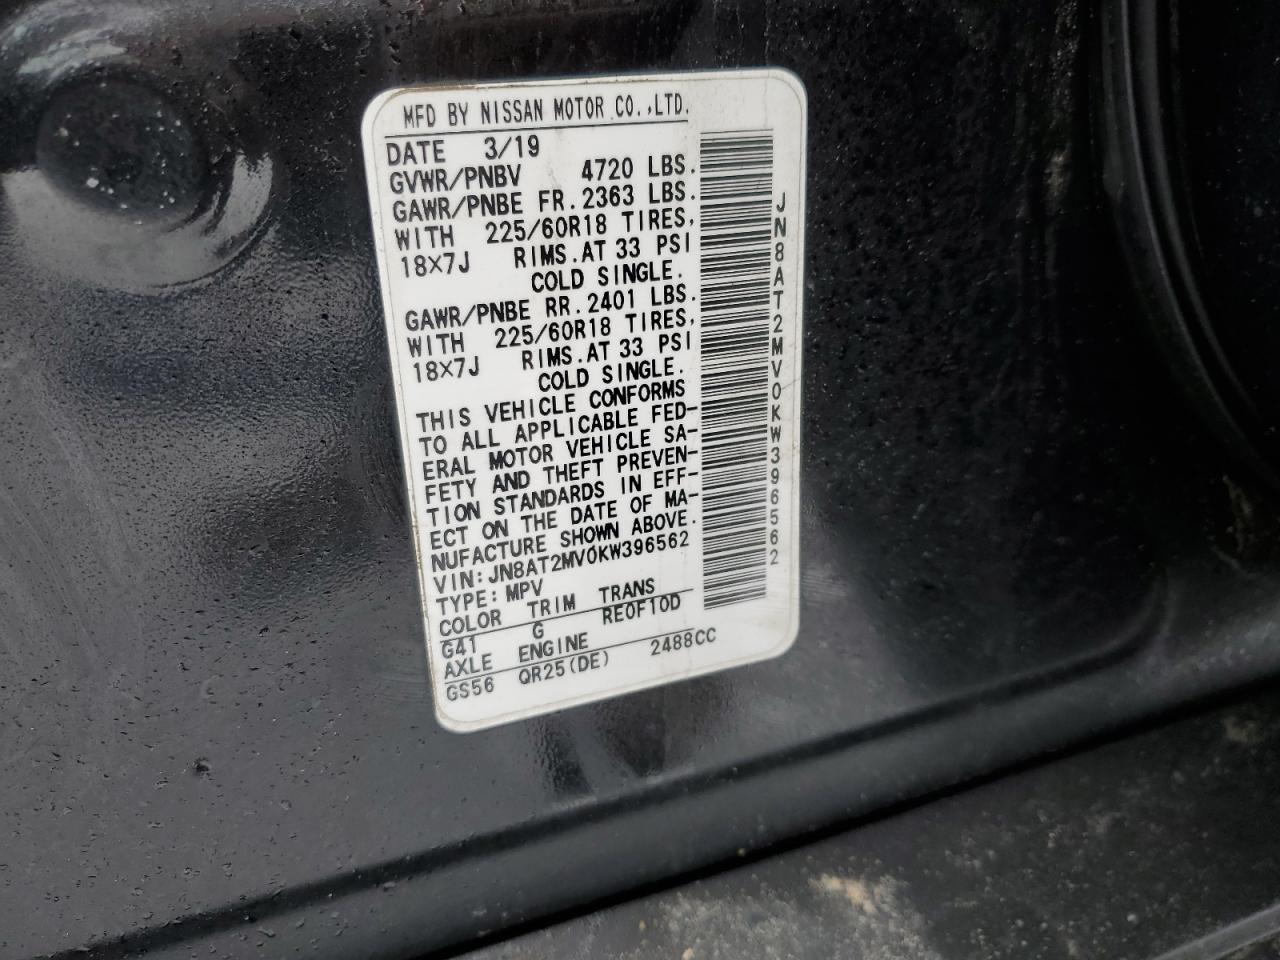 MFD BY NISSAN MOTOR CO.,LTD.
DATE 3/19
GVWR/PNBV 4720 LBS.
GAWR/PNBE FR.2363 LBS.
WITH 225/60R18 TIRES,
18×7J RIMS.AT 33 PSI
COLD SINGLE.
GAWR/PNBE RR.2401 LBS.
WITH 225/60R18 TIRES,
18×7J RIMS.AT 33 PSI
COLD SINGLE.
THIS VEHICLE CONFORMS
TO ALL APPLICABLE FED-
ERAL MOTOR VEHICLE SA-
FETY AND THEFT PREVEN-
TION STANDARDS IN EFF-
ECT ON THE DATE OF MA-
NUFACTURE SHOWN ABOVE.
VIN:JN8AT2MV0KW396562
TYPE:MPV
COLOR TRIM TRANS
G41 G RE0F10D
AXLE ENGINE
GS56 QR25(DE) 2488CC
JN8AT2MV0KW396562